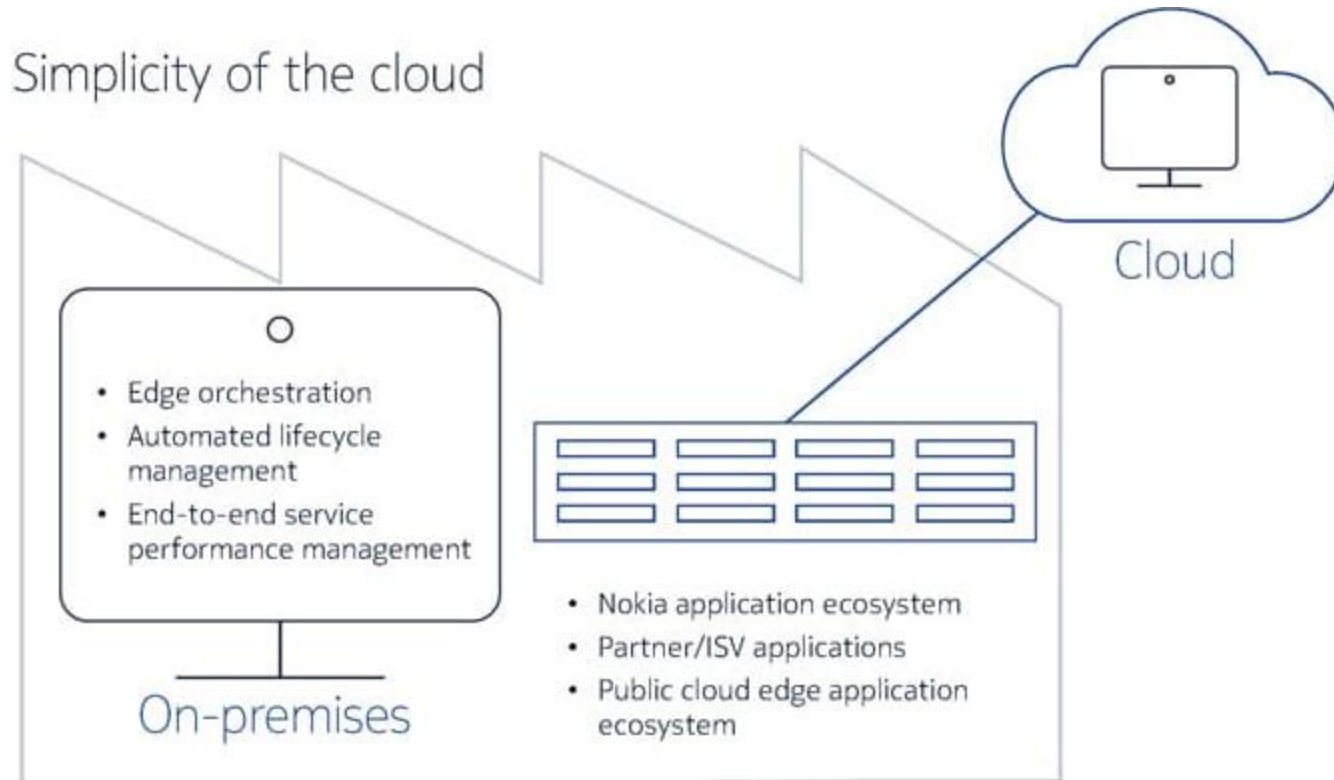 Simplicity of the cloud
Cloud
• Edge orchestration
• Automated lifecycle
management
• End-to-end service
performance management
On-premises
• Nokia application ecosystem
• Partner/ISV applications
• Public cloud edge application
ecosystem